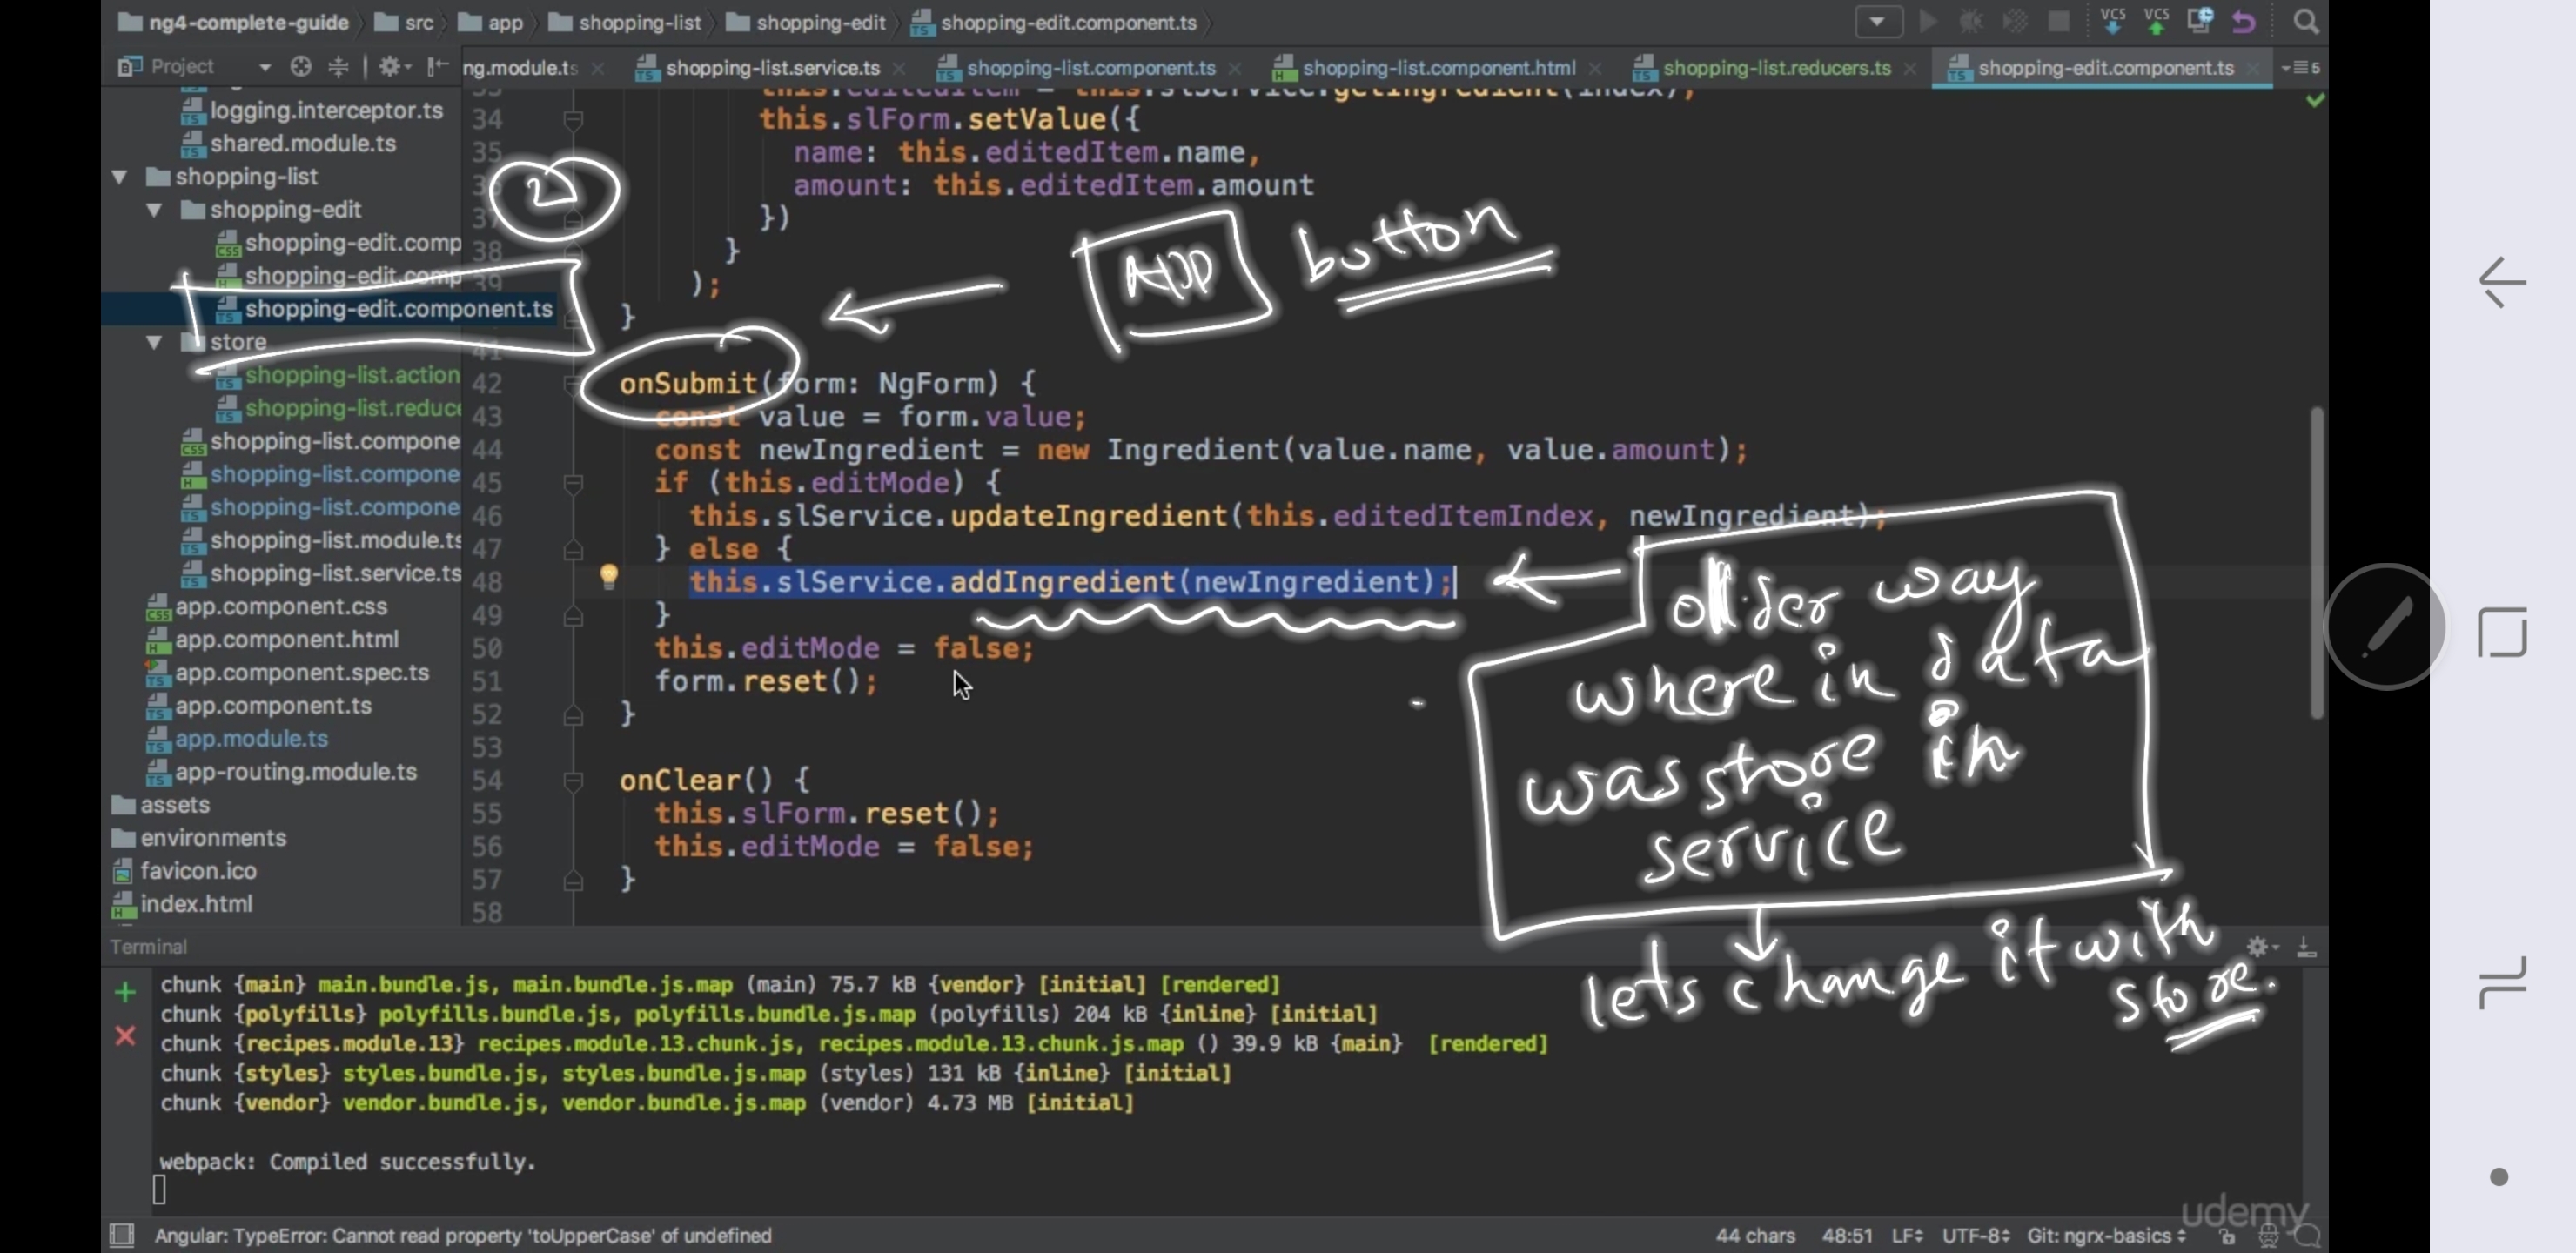 ng4-complete-guide src app shopping-list shopping-edit shopping-edit.component.ts
VCS VCS
Project
ng.module.ts shopping-list.service.ts shopping-list.component.ts shopping-list.component.html shopping-list.reducers.ts shopping-edit.component.ts 5
logging.interceptor.ts
shared.module.ts
shopping-list
shopping-edit
shopping-edit.comp
shopping-edit.comp
shopping-edit.component.ts
store
shopping-list.action
shopping-list.reduce
shopping-list.compone
shopping-list.compone
shopping-list.compone
shopping-list.module.ts
shopping-list.service.ts
app.component.css
app.component.html
app.component.spec.ts
app.component.ts
app.module.ts
app-routing.module.ts
assets
environments
favicon.ico
index.html
this.editedItem = this.slService.getIngredient(index);
34 this.slForm.setValue({
35 name: this.editedItem.name,
36 amount: this.editedItem.amount
37 })
38 }
39 );
}
41
42 onSubmit(form: NgForm) {
43 const value = form.value;
44 const newIngredient = new Ingredient(value.name, value.amount);
45 if (this.editMode) {
46 this.slService.updateIngredient(this.editedItemIndex, newIngredient);
47 } else {
48 this.slService.addIngredient(newIngredient);
49 }
50 this.editMode = false;
51 form.reset();
52 }
53
54 onClear() {
55 this.slForm.reset();
56 this.editMode = false;
57 }
58
2
button
older way
where in data
was store in
service
lets change it with
store.
Terminal
chunk {main} main.bundle.js, main.bundle.js.map (main) 75.7 kB {vendor} [initial] [rendered]
chunk {polyfills} polyfills.bundle.js, polyfills.bundle.js.map (polyfills) 204 kB {inline} [initial]
chunk {recipes.module.13} recipes.module.13.chunk.js, recipes.module.13.chunk.js.map () 39.9 kB {main} [rendered]
chunk {styles} styles.bundle.js, styles.bundle.js.map (styles) 131 kB {inline} [initial]
chunk {vendor} vendor.bundle.js, vendor.bundle.js.map (vendor) 4.73 MB [initial]
webpack: Compiled successfully.
udemy
Angular: TypeError: Cannot read property 'toUpperCase' of undefined
44 chars 48:51 LF UTF-8 Git: ngrx-basics